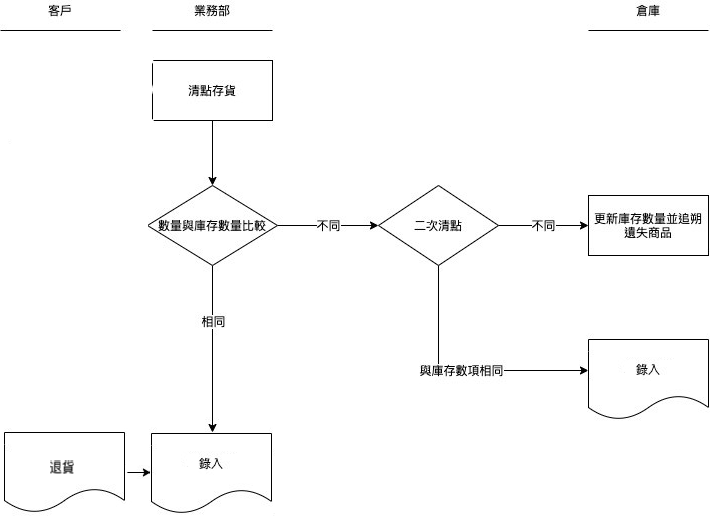 客戶
業務部
倉庫
清點存貨
數量與庫存數量比較
不同
二次清點
不同
更新庫存數量並追朔
遺失商品
相同
與庫存數項相同
錄入
退貨
錄入